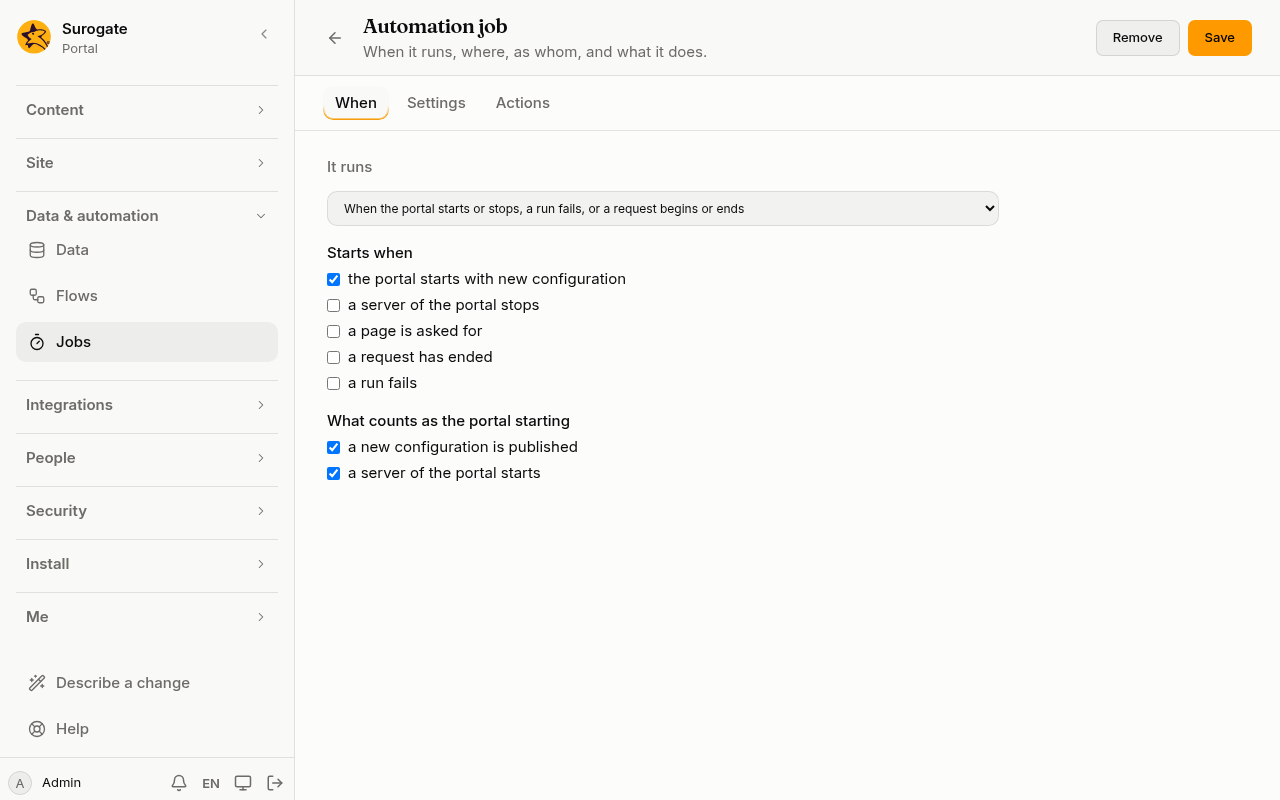 Surogate
Portal
Content
Site
Data & automation
Data
Flows
Jobs
Integrations
People
Security
Install
Me
Describe a change
Help
A
Admin
EN
Automation job
When it runs, where, as whom, and what it does.
Remove
Save
When
Settings
Actions
It runs
When the portal starts or stops, a run fails, or a request begins or ends
Starts when
the portal starts with new configuration
a server of the portal stops
a page is asked for
a request has ended
a run fails
What counts as the portal starting
a new configuration is published
a server of the portal starts